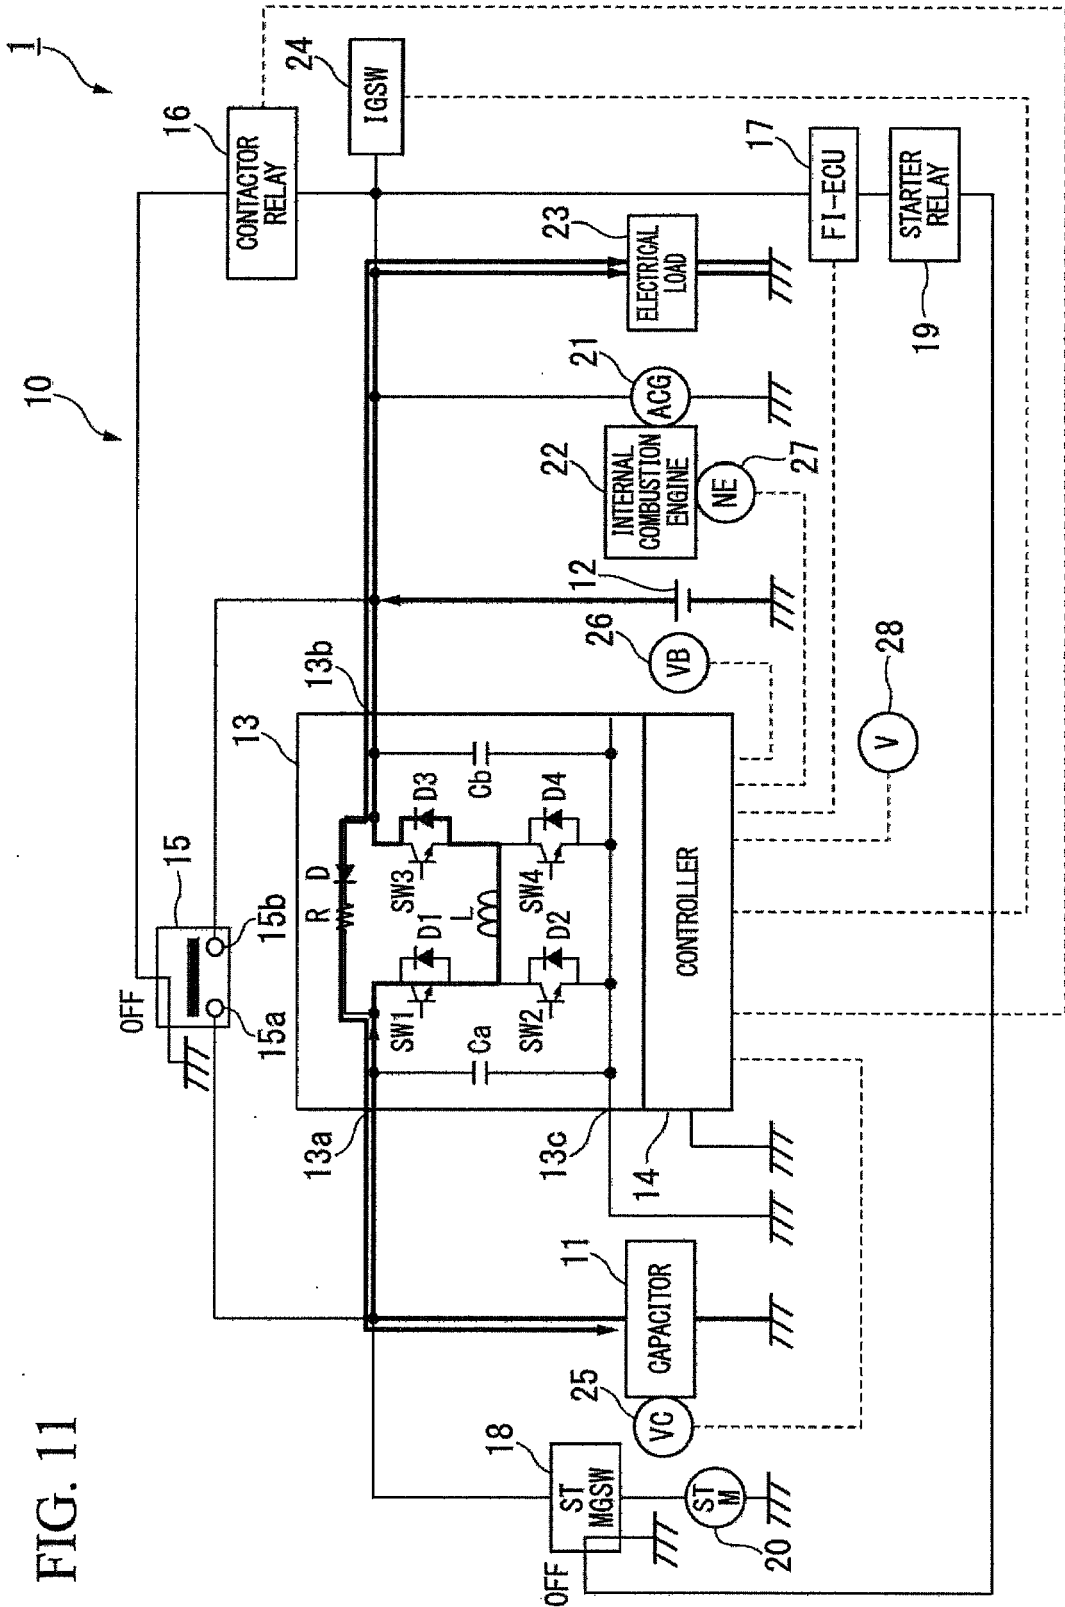 FIG. 11
1
10
OFF
15
15a
15b
16
CONTACTOR
RELAY
24
IGSW
13
13a
13b
13c
R
D
SW1
D1
SW3
D3
L
Ca
Cb
SW2
D2
SW4
D4
14
CONTROLLER
11
CAPACITOR
25
VC
18
ST
MGSW
OFF
ST
M
20
26
VB
12
22
INTERNAL
COMBUSTION
ENGINE
21
ACG
NE
27
23
ELECTRICAL
LOAD
17
FI-ECU
STARTER
RELAY
19
V
28